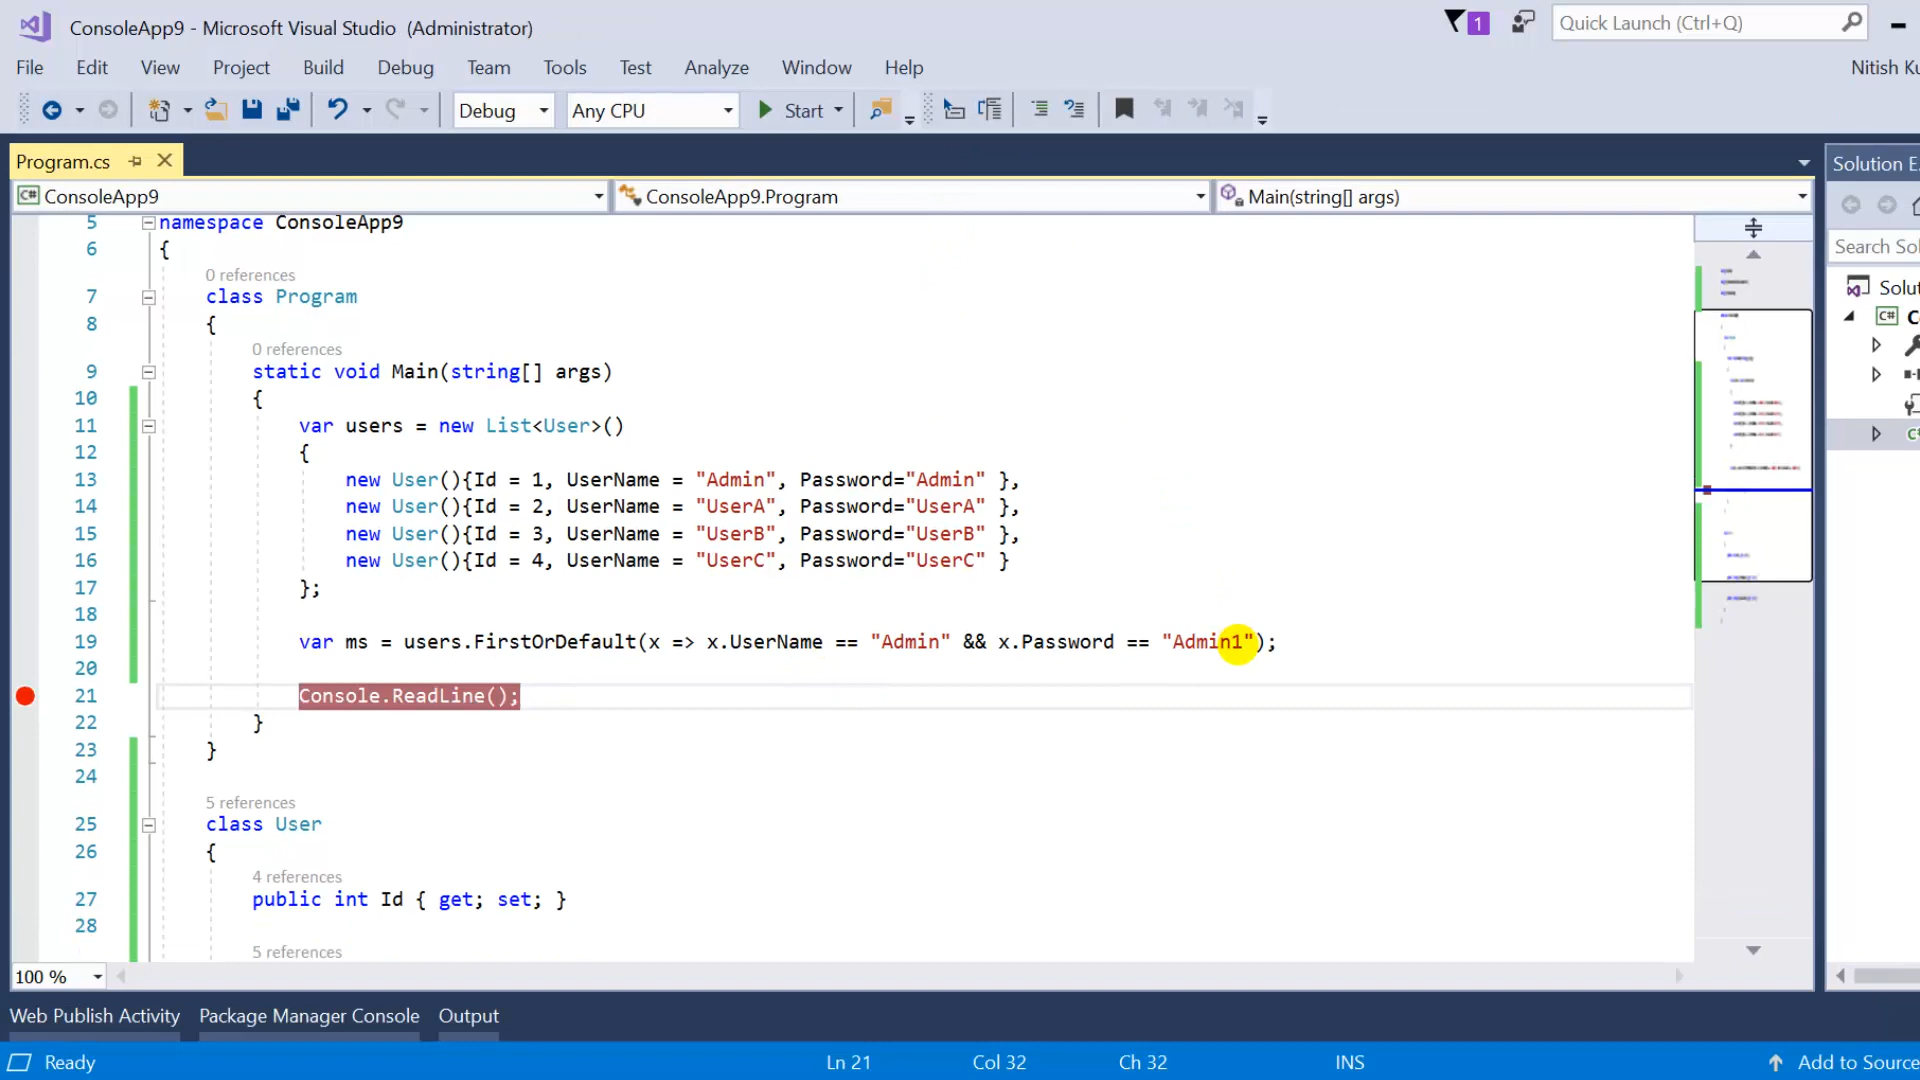 ConsoleApp9 - Microsoft Visual Studio (Administrator)
1
Quick Launch (Ctrl+Q)
File Edit View Project Build Debug Team Tools Test Analyze Window Help
Nitish Ku
Debug Any CPU Start
Program.cs
Solution E
C# ConsoleApp9
ConsoleApp9.Program
Main(string[] args)
Search Sol
Solut
C# C
5 namespace ConsoleApp9
6 {
0 references
7 class Program
8 {
0 references
9 static void Main(string[] args)
10 {
11 var users = new List<User>()
12 {
13 new User(){Id = 1, UserName = "Admin", Password="Admin" },
14 new User(){Id = 2, UserName = "UserA", Password="UserA" },
15 new User(){Id = 3, UserName = "UserB", Password="UserB" },
16 new User(){Id = 4, UserName = "UserC", Password="UserC" }
17 };
18
19 var ms = users.FirstOrDefault(x => x.UserName == "Admin" && x.Password == "Admin1");
20
21 Console.ReadLine();
22 }
23 }
24
5 references
25 class User
26 {
4 references
27 public int Id { get; set; }
28
5 references
100 %
Web Publish Activity Package Manager Console Output
Ready Ln 21 Col 32 Ch 32 INS Add to Source